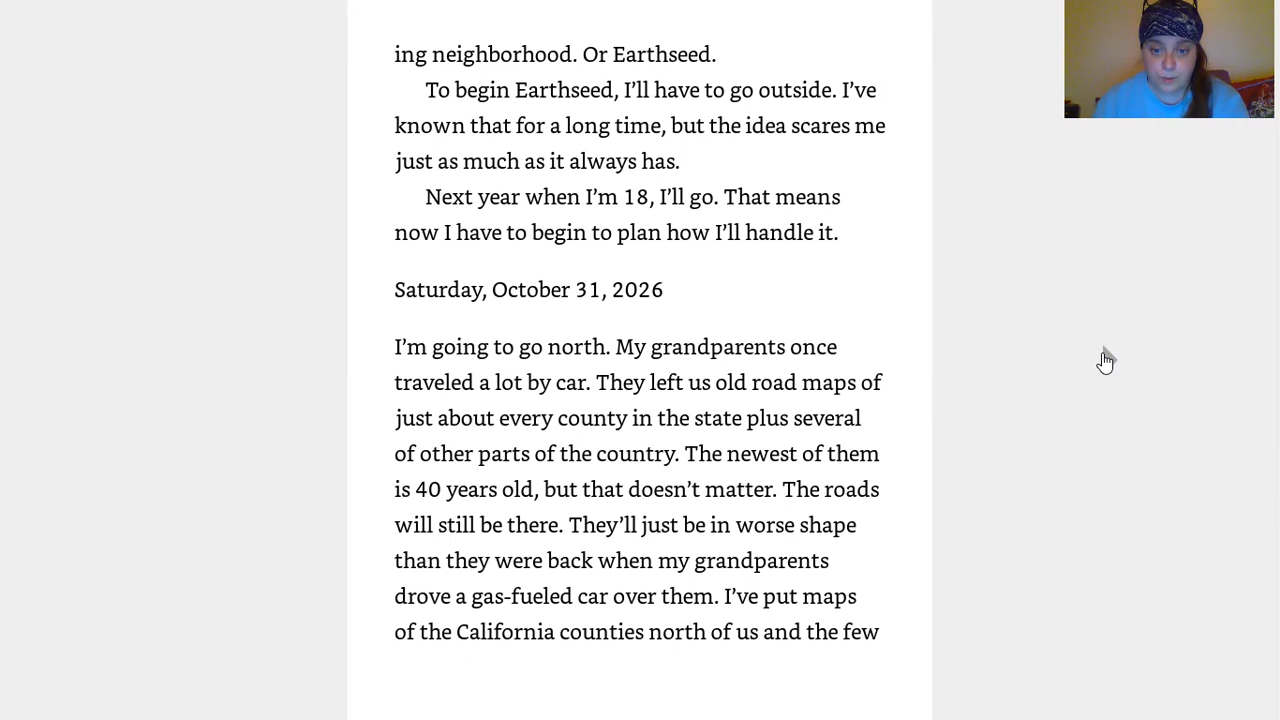 ing neighborhood. Or Earthseed.
To begin Earthseed, I’ll have to go outside. I’ve
known that for a long time, but the idea scares me
just as much as it always has.
Next year when I’m 18, I’ll go. That means
now I have to begin to plan how I’ll handle it.
Saturday, October 31, 2026
I’m going to go north. My grandparents once
traveled a lot by car. They left us old road maps of
just about every county in the state plus several
of other parts of the country. The newest of them
is 40 years old, but that doesn’t matter. The roads
will still be there. They’ll just be in worse shape
than they were back when my grandparents
drove a gas-fueled car over them. I’ve put maps
of the California counties north of us and the few